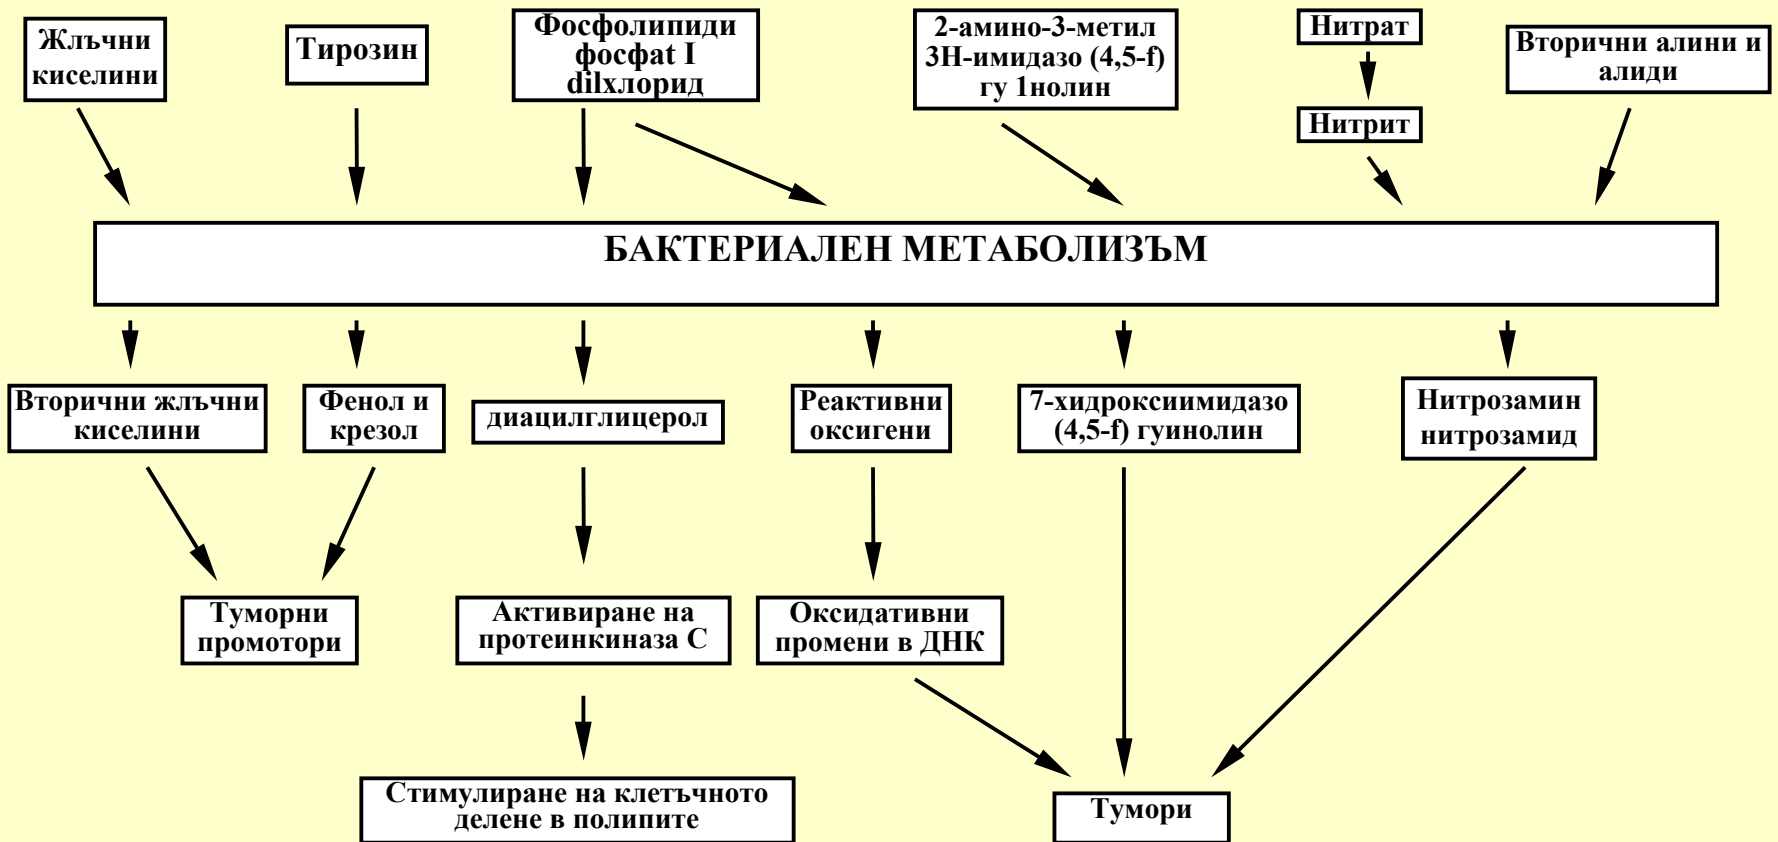 Жлъчни
киселини
Тирозин
Фосфолипиди
фосфаt I
dilхлорид
2-амино-3-метил
3Н-имидазо (4,5-f)
гу 1нолин
Нитрат
Нитрит
Вторични алини и
алиди
БАКТЕРИАЛЕН МЕТАБОЛИЗЪМ
Вторични жлъчни
киселини
Фенол и
крезол
диацилглицерол
Реактивни
оксигени
7-хидроксиимидазо
(4,5-f) гуинолин
Нитрозамин
нитрозамид
Туморни
промотори
Активиране на
протеинкиназа С
Оксидативни
промени в ДНК
Стимулиране на клетъчното
делене в полипите
Тумори